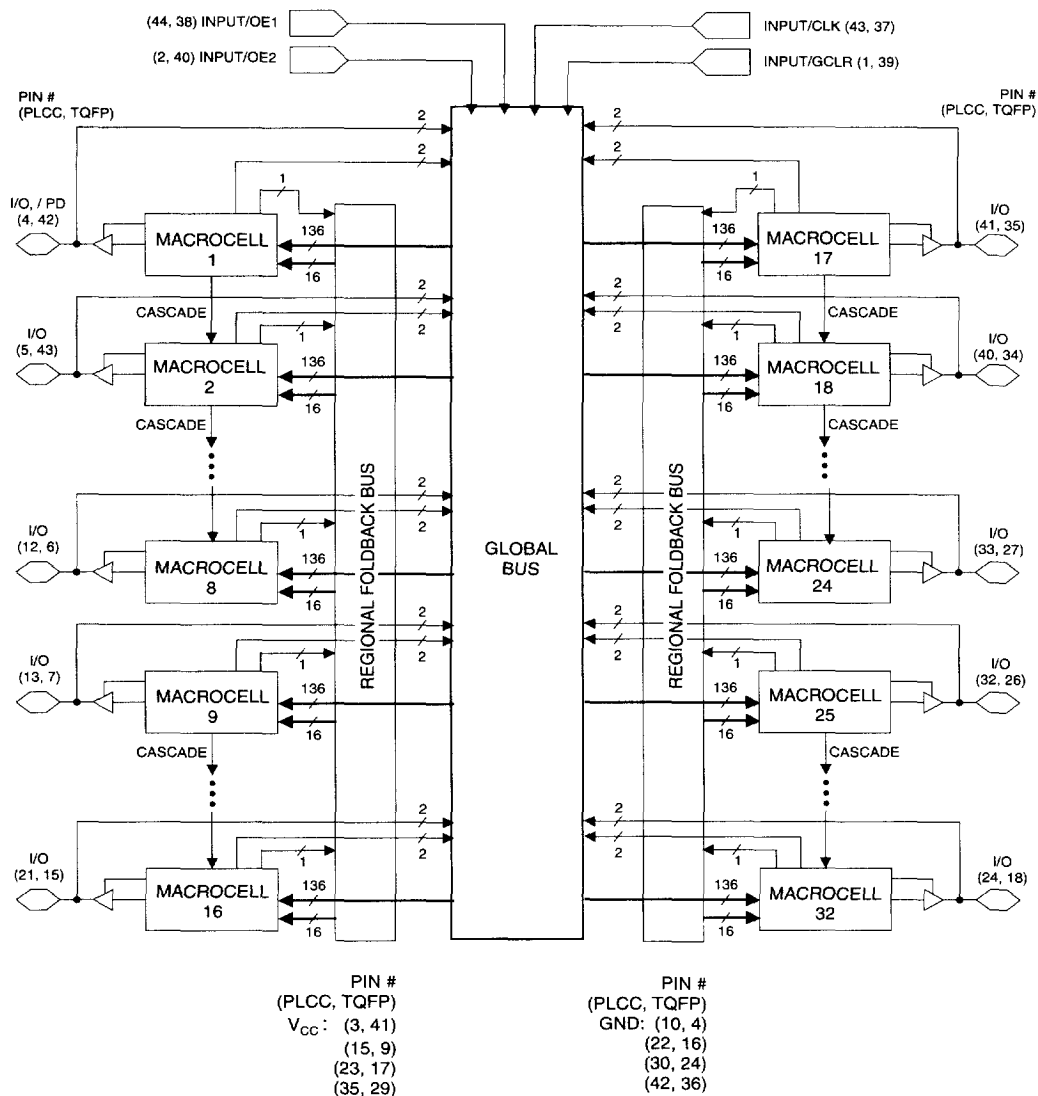 (44, 38) INPUT/OE1
INPUT/CLK (43, 37)
(2, 40) INPUT/OE2
INPUT/GCLR (1, 39)
PIN #
(PLCC, TQFP)
PIN #
(PLCC, TQFP)
2
2
2
2
1
1
I/O, / PD
(4, 42)
MACROCELL
1
136
16
136
16
MACROCELL
17
I/O
(41, 35)
CASCADE
2
2
CASCADE
I/O
(5, 43)
1
2
2
1
MACROCELL
2
136
16
136
16
MACROCELL
18
I/O
(40, 34)
CASCADE
CASCADE
REGIONAL FOLDBACK BUS
GLOBAL
BUS
REGIONAL FOLDBACK BUS
2
2
I/O
(12, 6)
1
2
2
1
MACROCELL
8
136
16
136
16
MACROCELL
24
I/O
(33, 27)
2
2
I/O
(13, 7)
1
2
2
1
MACROCELL
9
136
16
136
16
MACROCELL
25
I/O
(32, 26)
CASCADE
CASCADE
2
2
I/O
(21, 15)
1
2
2
1
MACROCELL
16
136
16
136
16
MACROCELL
32
I/O
(24, 18)
PIN #
(PLCC, TQFP)
VCC: (3, 41)
(15, 9)
(23, 17)
(35, 29)
PIN #
(PLCC, TQFP)
GND: (10, 4)
(22, 16)
(30, 24)
(42, 36)